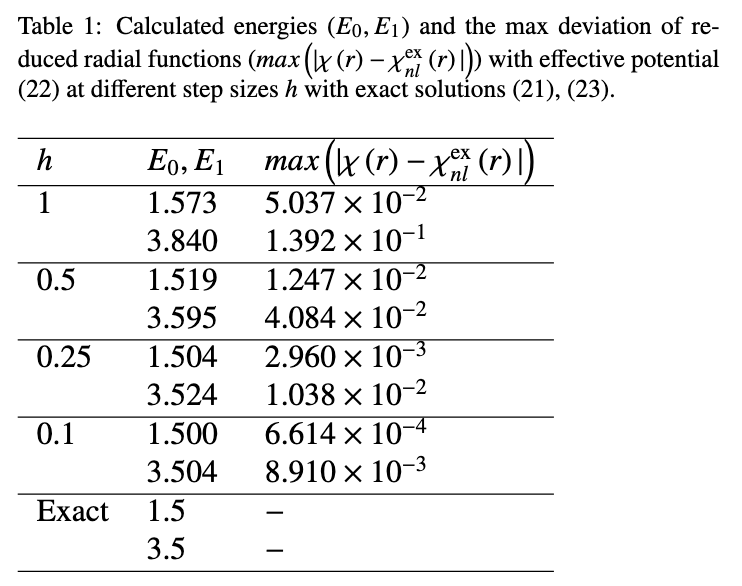 Table 1: Calculated energies (E₀, E₁) and the max deviation of re-
duced radial functions (max(|χ (r) − χₙₗᵉˣ (r)|)) with effective potential
(22) at different step sizes h with exact solutions (21), (23).
h E₀, E₁ max(|χ (r) − χₙₗᵉˣ (r)|)
1 1.573 5.037 × 10⁻²
3.840 1.392 × 10⁻¹
0.5 1.519 1.247 × 10⁻²
3.595 4.084 × 10⁻²
0.25 1.504 2.960 × 10⁻³
3.524 1.038 × 10⁻²
0.1 1.500 6.614 × 10⁻⁴
3.504 8.910 × 10⁻³
Exact 1.5 –
3.5 –